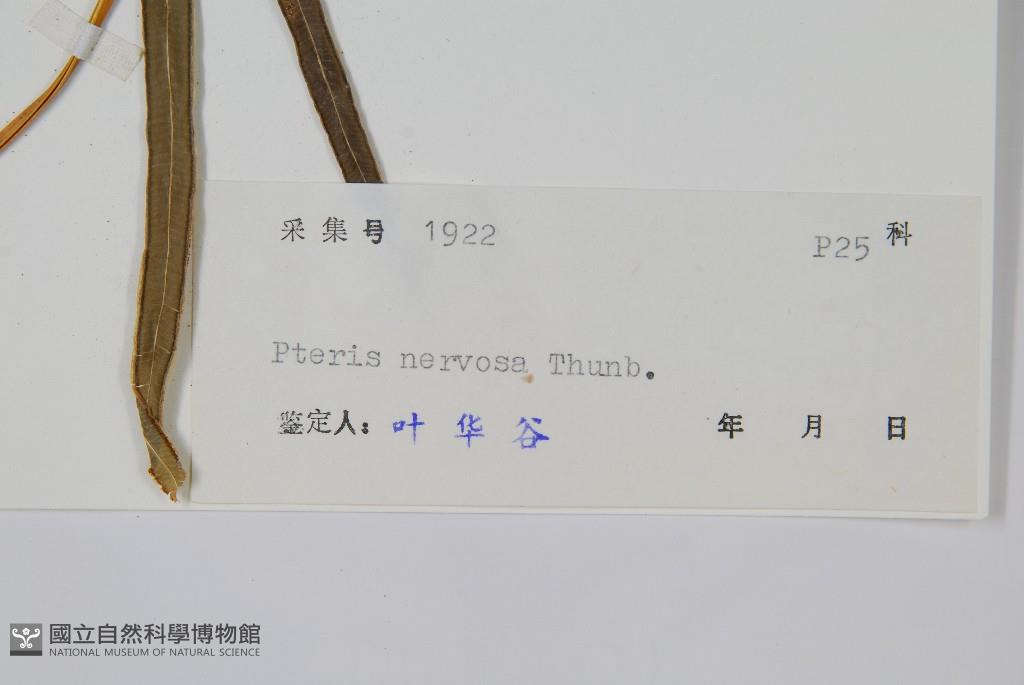 采集号 1922 P25 科
Pteris nervosa Thunb.
鉴定人: 叶华谷 年 月 日
國立自然科學博物館
NATIONAL MUSEUM OF NATURAL SCIENCE